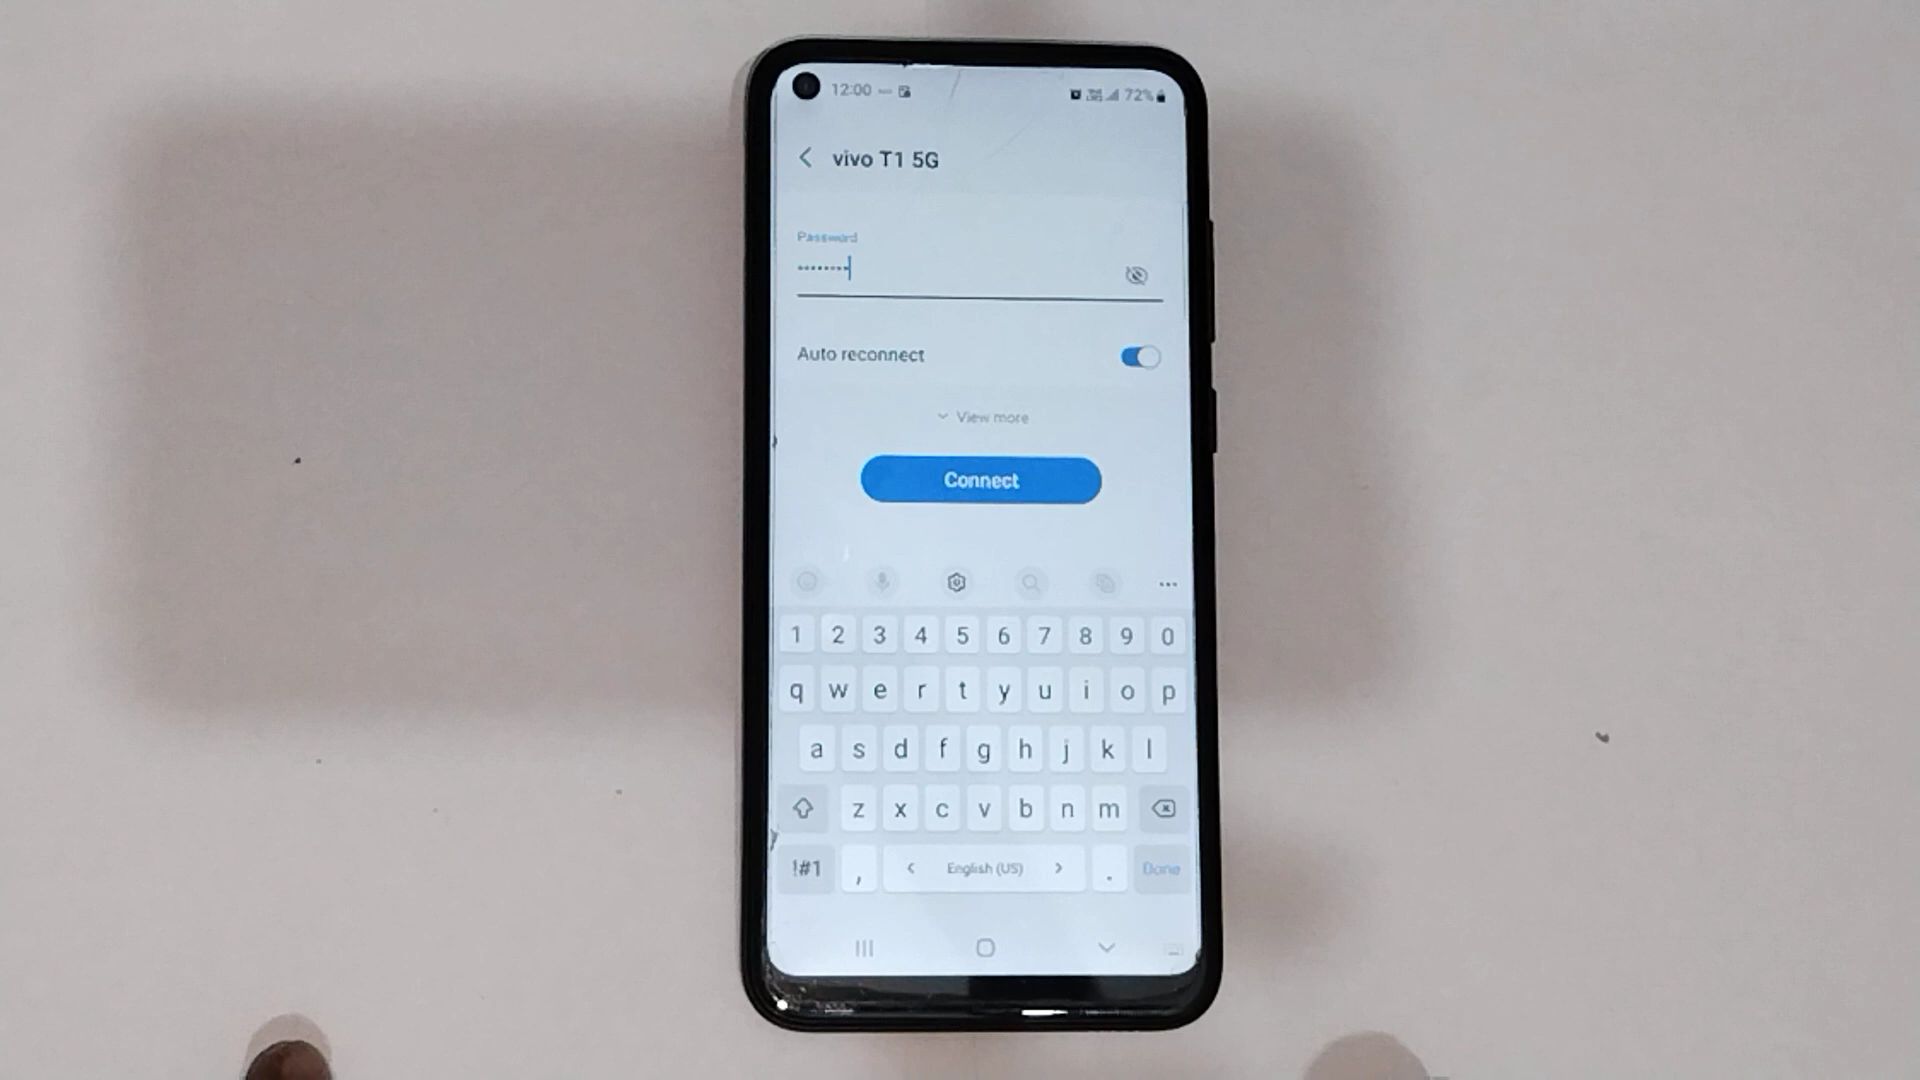 12:00
72%
vivo T1 5G
Password
••••••••
Auto reconnect
View more
Connect
1 2 3 4 5 6 7 8 9 0
q w e r t y u i o p
a s d f g h j k l
z x c v b n m
!#1 , < English (US) > . Done